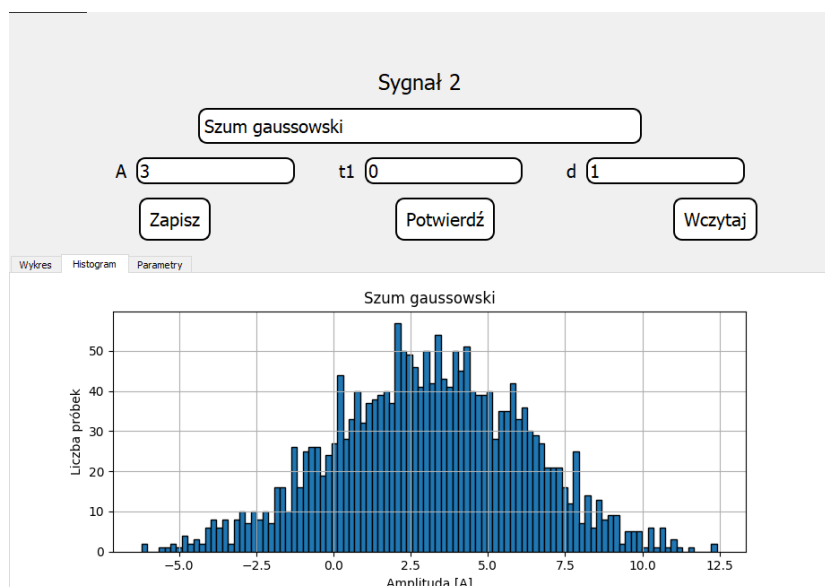 Sygnał 2
Szum gaussowski
A 3 t1 0 d 1
Zapisz Potwierdź Wczytaj
Wykres Histogram Parametry
Szum gaussowski
50
40
30
20
10
0
Liczba próbek
−5.0 −2.5 0.0 2.5 5.0 7.5 10.0 12.5
Amplituda [A]